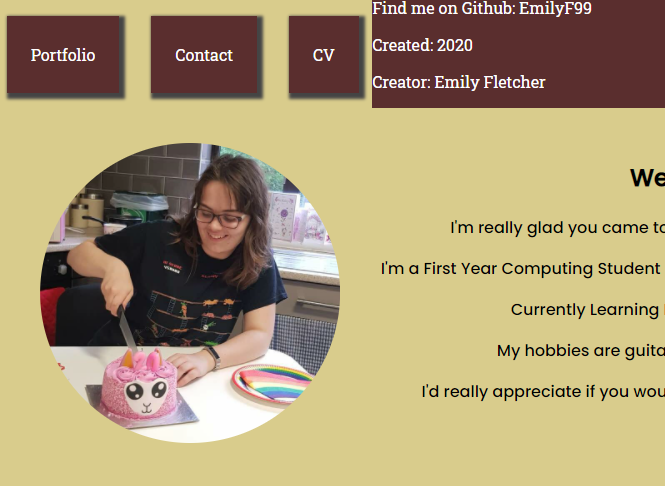 Find me on Github: EmilyF99
Portfolio
Contact
CV
Created: 2020
Creator: Emily Fletcher
We
I'm really glad you came to
I'm a First Year Computing Student
Currently Learning
My hobbies are guita
I'd really appreciate if you wou